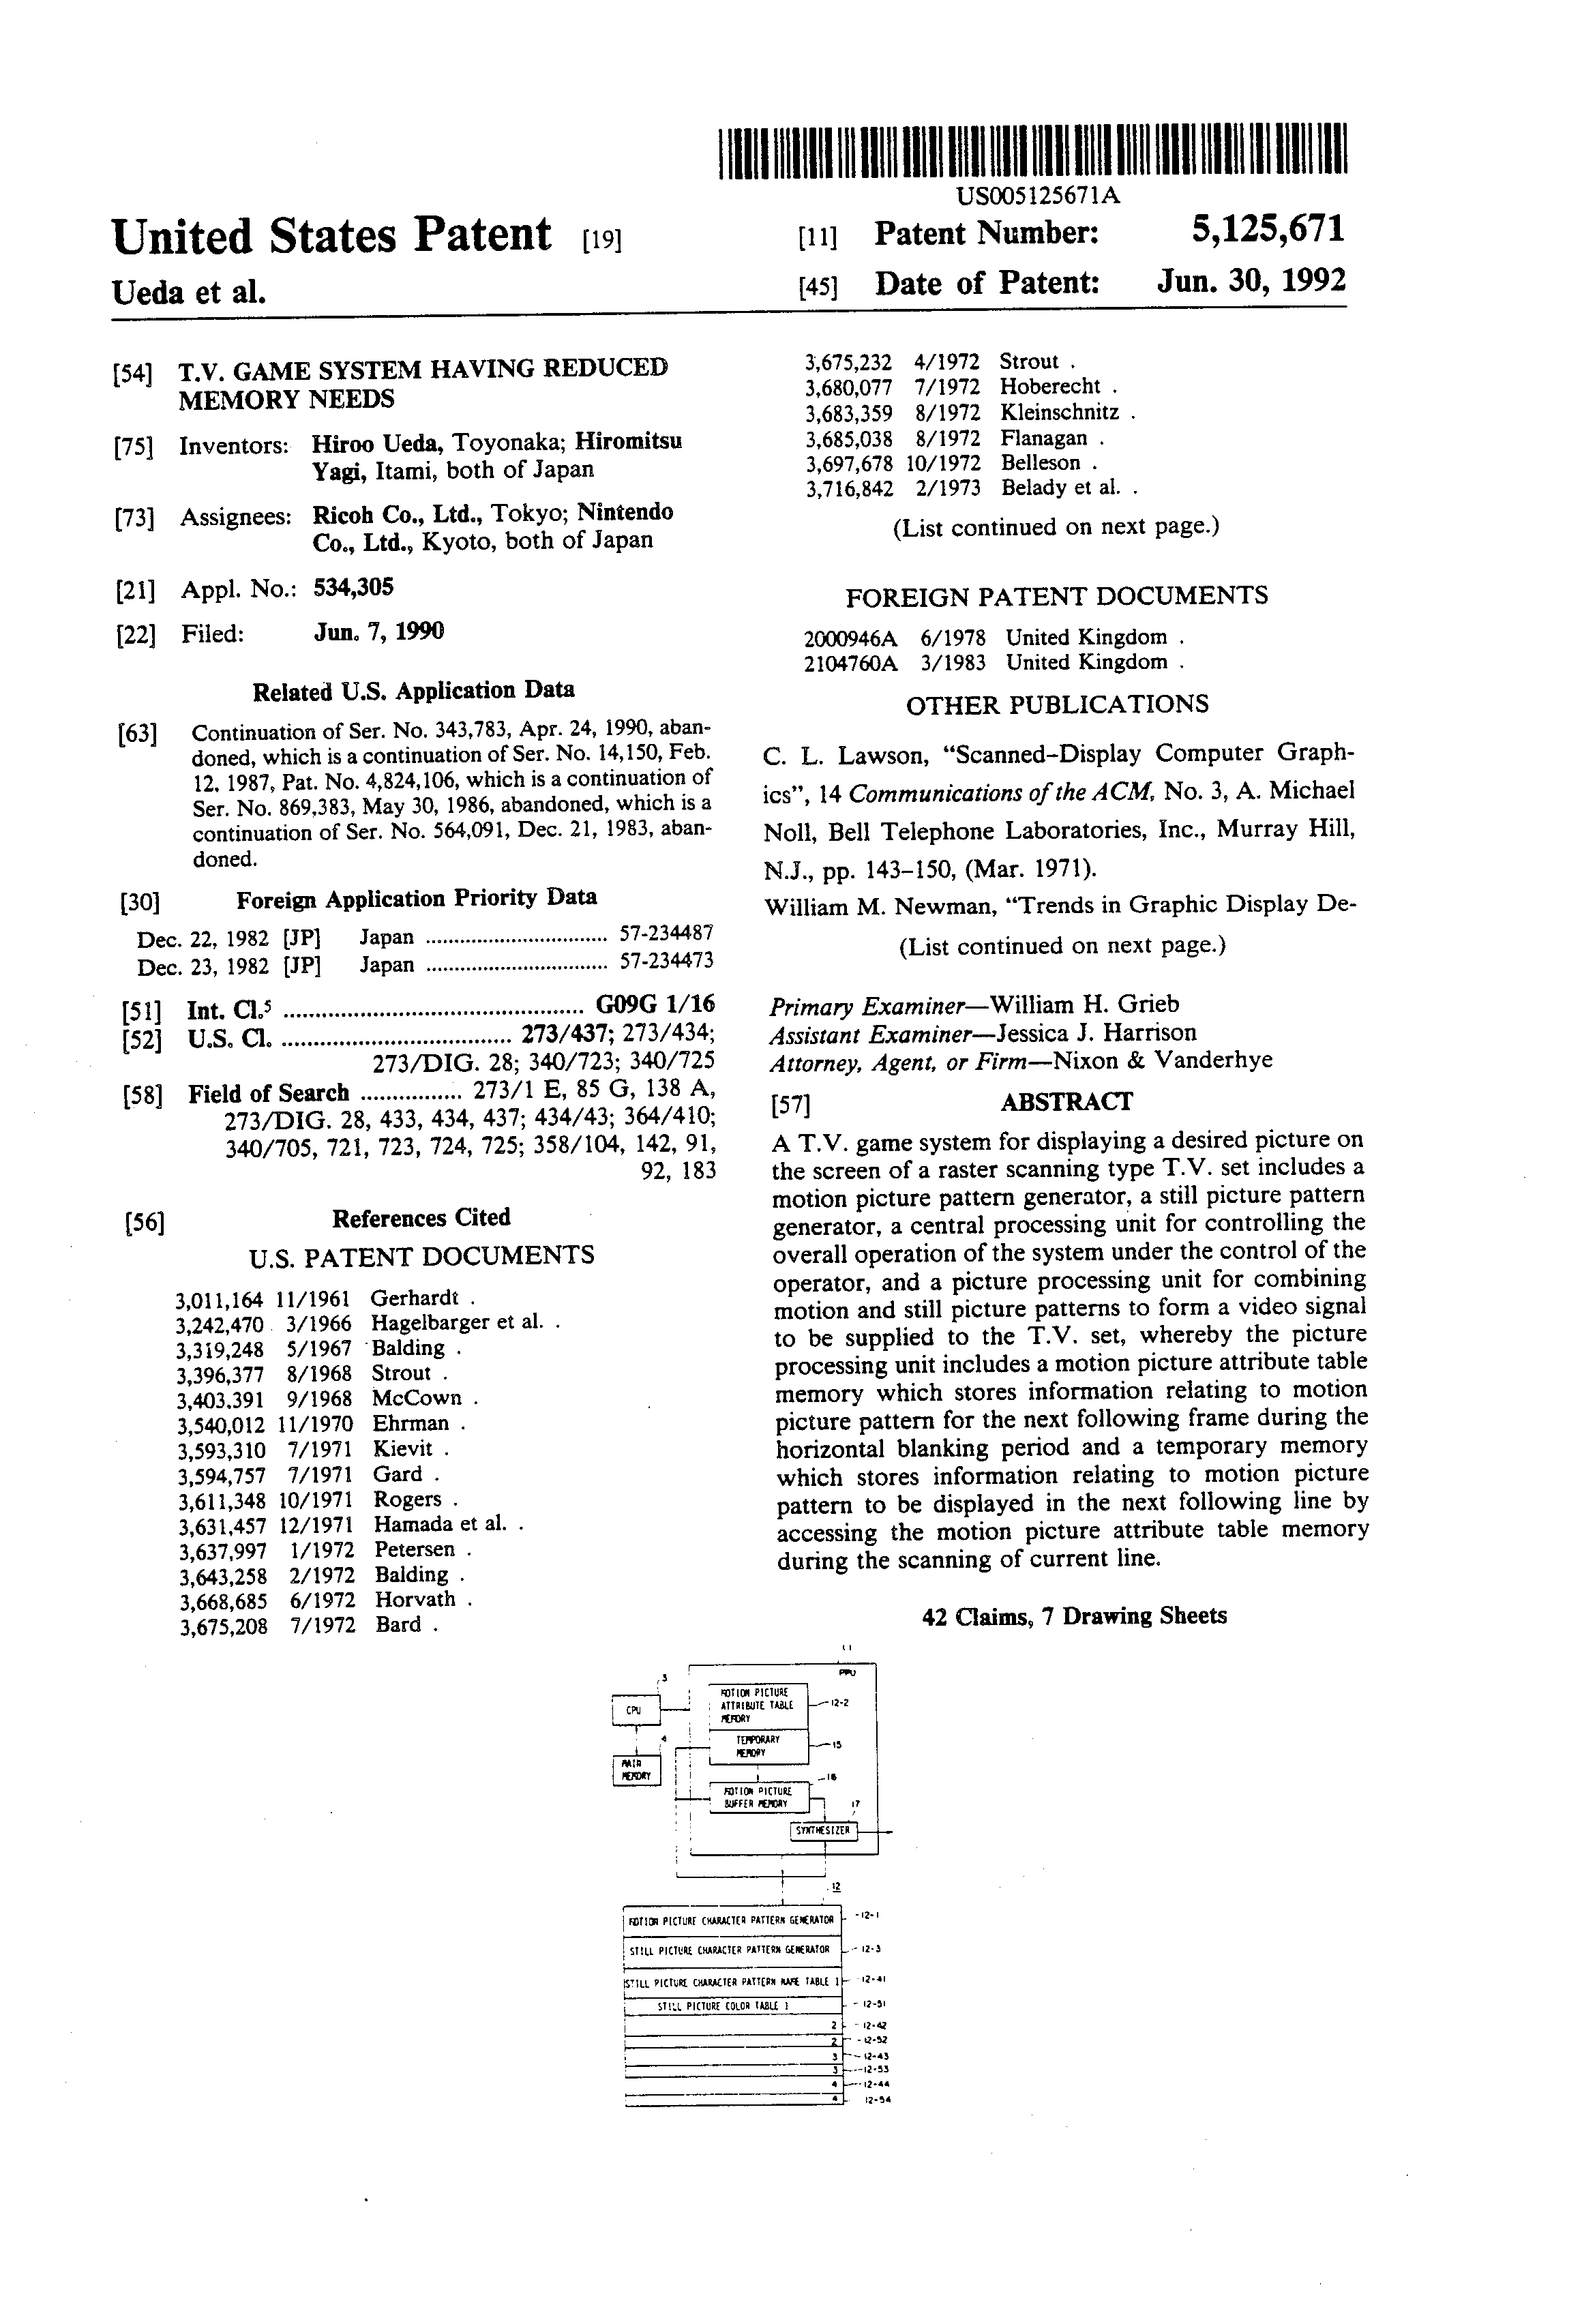 US005125671A
United States Patent [19]
Ueda et al.
[11] Patent Number: 5,125,671
[45] Date of Patent: Jun. 30, 1992
[54] T.V. GAME SYSTEM HAVING REDUCED
MEMORY NEEDS
[75] Inventors: Hiroo Ueda, Toyonaka; Hiromitsu
Yagi, Itami, both of Japan
[73] Assignees: Ricoh Co., Ltd., Tokyo; Nintendo
Co., Ltd., Kyoto, both of Japan
[21] Appl. No.: 534,305
[22] Filed: Jun. 7, 1990
Related U.S. Application Data
[63] Continuation of Ser. No. 343,783, Apr. 24, 1990, aban-
doned, which is a continuation of Ser. No. 14,150, Feb.
12, 1987, Pat. No. 4,824,106, which is a continuation of
Ser. No. 869,383, May 30, 1986, abandoned, which is a
continuation of Ser. No. 564,091, Dec. 21, 1983, aban-
doned.
[30] Foreign Application Priority Data
Dec. 22, 1982 [JP] Japan ................................ 57-234487
Dec. 23, 1982 [JP] Japan ................................ 57-234473
[51] Int. Cl.⁵ ............................................... G09G 1/16
[52] U.S. Cl. .................................... 273/437; 273/434;
273/DIG. 28; 340/723; 340/725
[58] Field of Search ................ 273/1 E, 85 G, 138 A,
273/DIG. 28, 433, 434, 437; 434/43; 364/410;
340/705, 721, 723, 724, 725; 358/104, 142, 91,
92, 183
[56] References Cited
U.S. PATENT DOCUMENTS
3,011,164 11/1961 Gerhardt .
3,242,470 3/1966 Hagelbarger et al. .
3,319,248 5/1967 Balding .
3,396,377 8/1968 Strout .
3,403,391 9/1968 McCown .
3,540,012 11/1970 Ehrman .
3,593,310 7/1971 Kievit .
3,594,757 7/1971 Gard .
3,611,348 10/1971 Rogers .
3,631,457 12/1971 Hamada et al. .
3,637,997 1/1972 Petersen .
3,643,258 2/1972 Balding .
3,668,685 6/1972 Horvath .
3,675,208 7/1972 Bard .
3,675,232 4/1972 Strout .
3,680,077 7/1972 Hoberecht .
3,683,359 8/1972 Kleinschnitz .
3,685,038 8/1972 Flanagan .
3,697,678 10/1972 Belleson .
3,716,842 2/1973 Belady et al. .
(List continued on next page.)
FOREIGN PATENT DOCUMENTS
2000946A 6/1978 United Kingdom .
2104760A 3/1983 United Kingdom .
OTHER PUBLICATIONS
C. L. Lawson, “Scanned-Display Computer Graph-
ics”, 14 Communications of the ACM, No. 3, A. Michael
Noll, Bell Telephone Laboratories, Inc., Murray Hill,
N.J., pp. 143-150, (Mar. 1971).
William M. Newman, “Trends in Graphic Display De-
(List continued on next page.)
Primary Examiner—William H. Grieb
Assistant Examiner—Jessica J. Harrison
Attorney, Agent, or Firm—Nixon & Vanderhye
[57] ABSTRACT
A T.V. game system for displaying a desired picture on
the screen of a raster scanning type T.V. set includes a
motion picture pattern generator, a still picture pattern
generator, a central processing unit for controlling the
overall operation of the system under the control of the
operator, and a picture processing unit for combining
motion and still picture patterns to form a video signal
to be supplied to the T.V. set, whereby the picture
processing unit includes a motion picture attribute table
memory which stores information relating to motion
picture pattern for the next following frame during the
horizontal blanking period and a temporary memory
which stores information relating to motion picture
pattern to be displayed in the next following line by
accessing the motion picture attribute table memory
during the scanning of current line.
42 Claims, 7 Drawing Sheets
11
PPU
3
CPU
MOTION PICTURE
ATTRIBUTE TABLE
MEMORY
12-2
4
MAIN
MEMORY
TEMPORARY
MEMORY
15
MOTION PICTURE
BUFFER MEMORY
16
17
SYNTHESIZER
12
MOTION PICTURE CHARACTER PATTERN GENERATOR 12-1
STILL PICTURE CHARACTER PATTERN GENERATOR 12-3
STILL PICTURE CHARACTER PATTERN NAME TABLE 1 12-41
STILL PICTURE COLOR TABLE 1 12-51
2 12-42
2 12-52
3 12-43
3 12-53
4 12-44
4 12-54